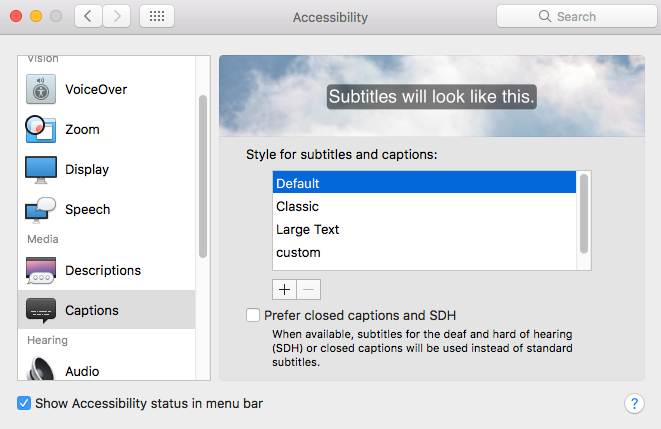 Accessibility
Search
Vision
VoiceOver
Zoom
Display
Speech
Media
Descriptions
Captions
Hearing
Audio
Subtitles will look like this.
Style for subtitles and captions:
Default
Classic
Large Text
custom
Prefer closed captions and SDH
When available, subtitles for the deaf and hard of hearing
(SDH) or closed captions will be used instead of standard
subtitles.
Show Accessibility status in menu bar
?